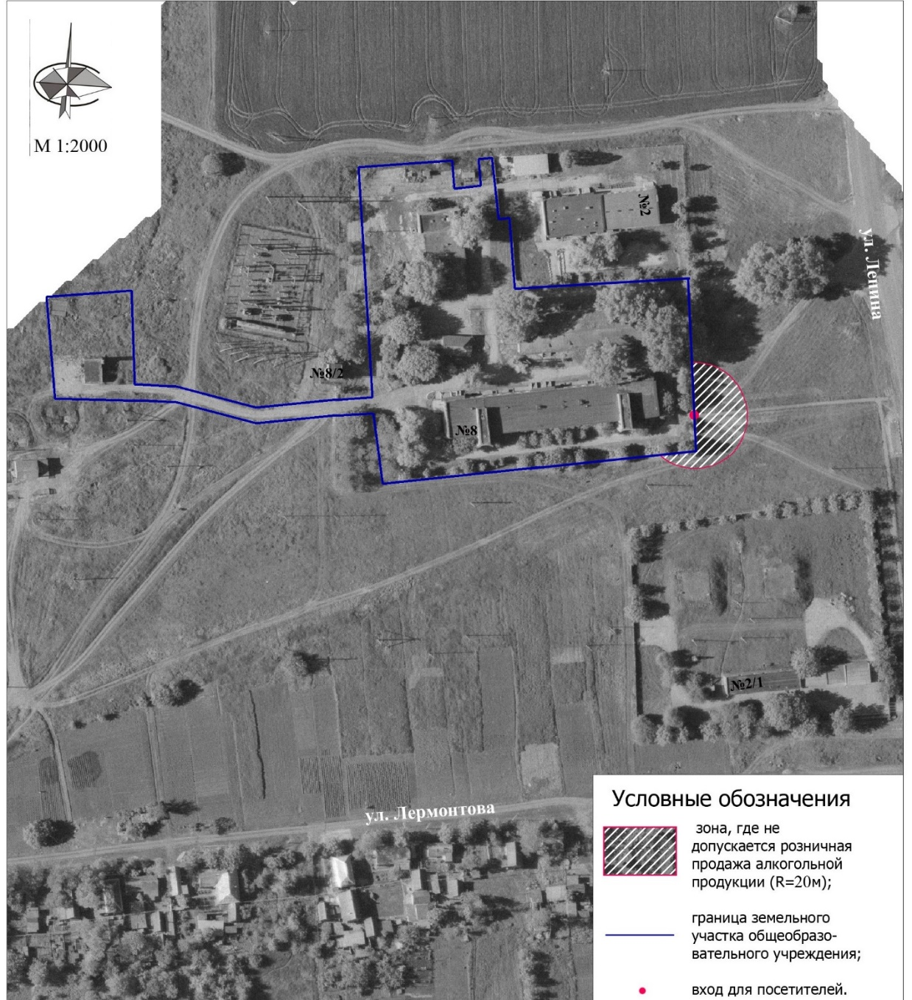 М 1:2000
№2
ул. Ленина
№8/2
№8
№2/1
ул. Лермонтова
Условные обозначения
зона, где не
допускается розничная
продажа алкогольной
продукции (R=20м);
граница земельного
участка общеобразо-
вательного учреждения;
вход для посетителей.